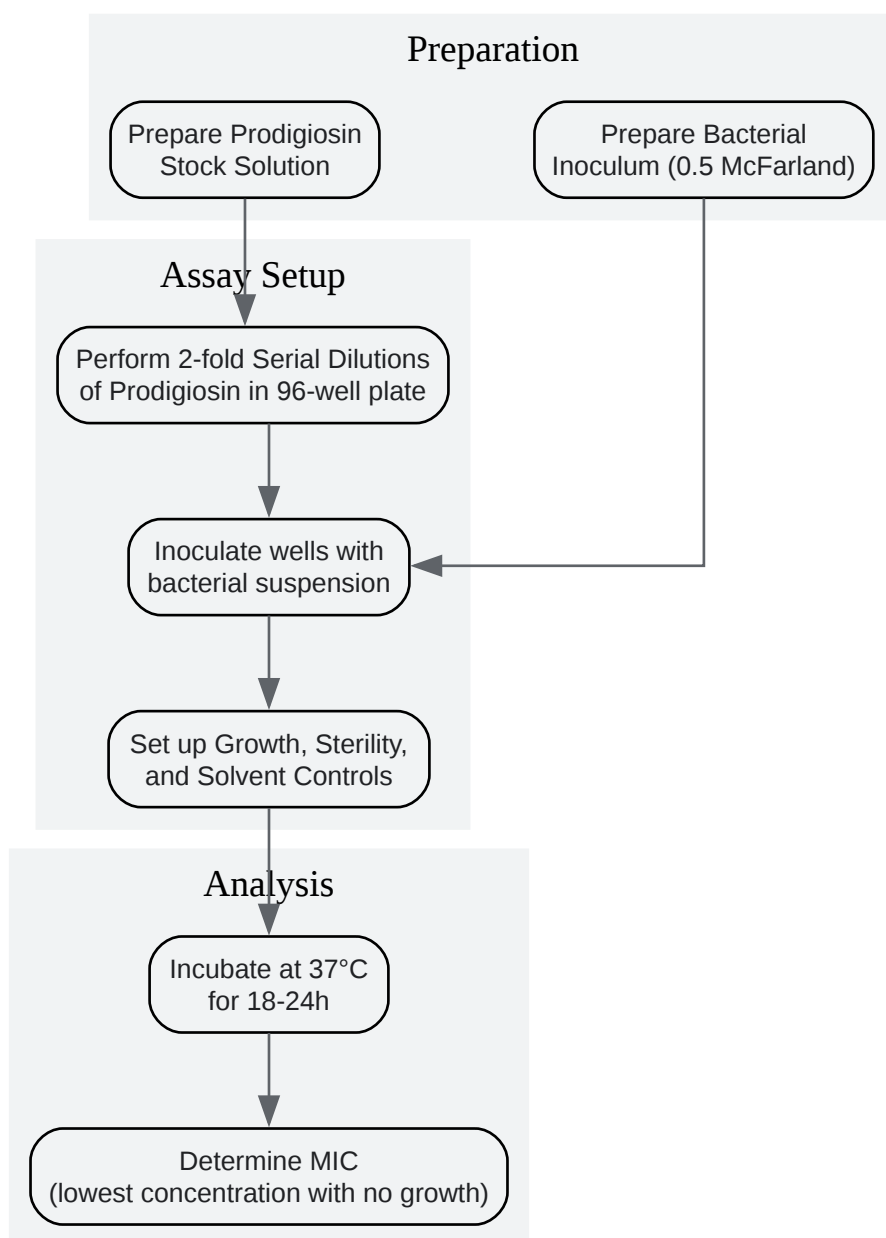 Preparation
Prepare Prodigiosin
Stock Solution
Prepare Bacterial
Inoculum (0.5 McFarland)
Assay Setup
Perform 2-fold Serial Dilutions
of Prodigiosin in 96-well plate
Inoculate wells with
bacterial suspension
Set up Growth, Sterility,
and Solvent Controls
Analysis
Incubate at 37°C
for 18-24h
Determine MIC
(lowest concentration with no growth)